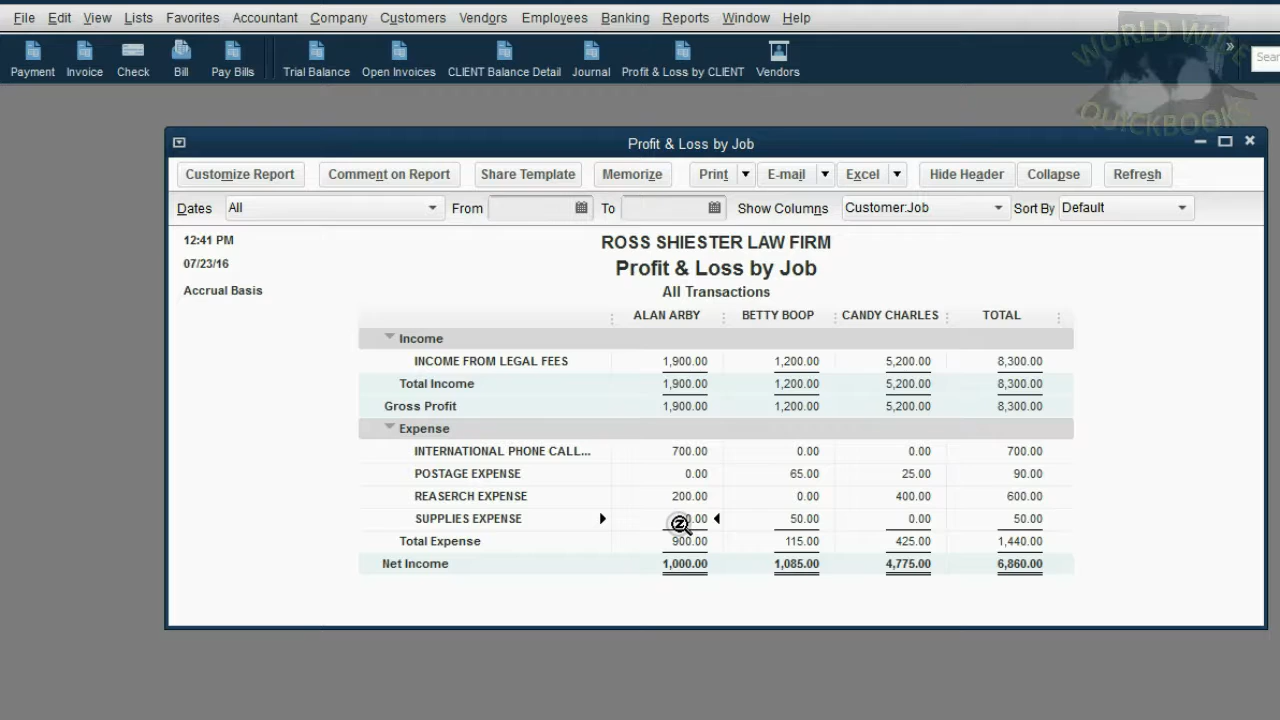 File Edit View Lists Favorites Accountant Company Customers Vendors Employees Banking Reports Window Help
Payment Invoice Check Bill Pay Bills Trial Balance Open Invoices CLIENT Balance Detail Journal Profit & Loss by CLIENT Vendors » Sear
WORLD WIDE
QUICKBOOKS
Profit & Loss by Job
Customize Report Comment on Report Share Template Memorize Print E-mail Excel Hide Header Collapse Refresh
Dates All From To Show Columns Customer:Job Sort By Default
12:41 PM
07/23/16
Accrual Basis
ROSS SHIESTER LAW FIRM
Profit & Loss by Job
All Transactions
ALAN ARBY BETTY BOOP CANDY CHARLES TOTAL
Income
INCOME FROM LEGAL FEES 1,900.00 1,200.00 5,200.00 8,300.00
Total Income 1,900.00 1,200.00 5,200.00 8,300.00
Gross Profit 1,900.00 1,200.00 5,200.00 8,300.00
Expense
INTERNATIONAL PHONE CALL... 700.00 0.00 0.00 700.00
POSTAGE EXPENSE 0.00 65.00 25.00 90.00
REASERCH EXPENSE 200.00 0.00 400.00 600.00
SUPPLIES EXPENSE 50.00 0.00 50.00
Total Expense 900.00 115.00 425.00 1,440.00
Net Income 1,000.00 1,085.00 4,775.00 6,860.00